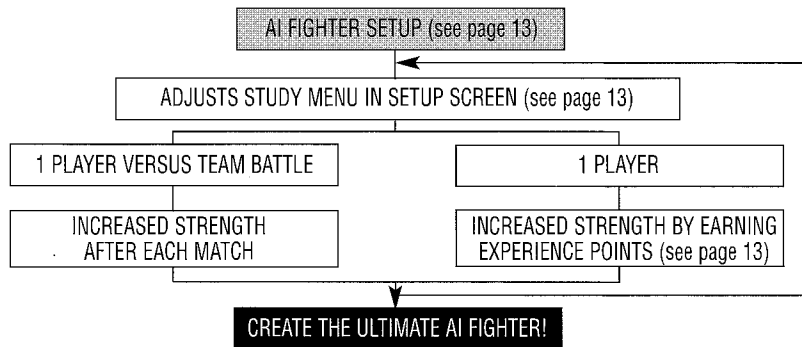 AI FIGHTER SETUP (see page 13)
ADJUSTS STUDY MENU IN SETUP SCREEN (see page 13)
1 PLAYER VERSUS TEAM BATTLE
1 PLAYER
INCREASED STRENGTH
AFTER EACH MATCH
INCREASED STRENGTH BY EARNING
EXPERIENCE POINTS (see page 13)
CREATE THE ULTIMATE AI FIGHTER!